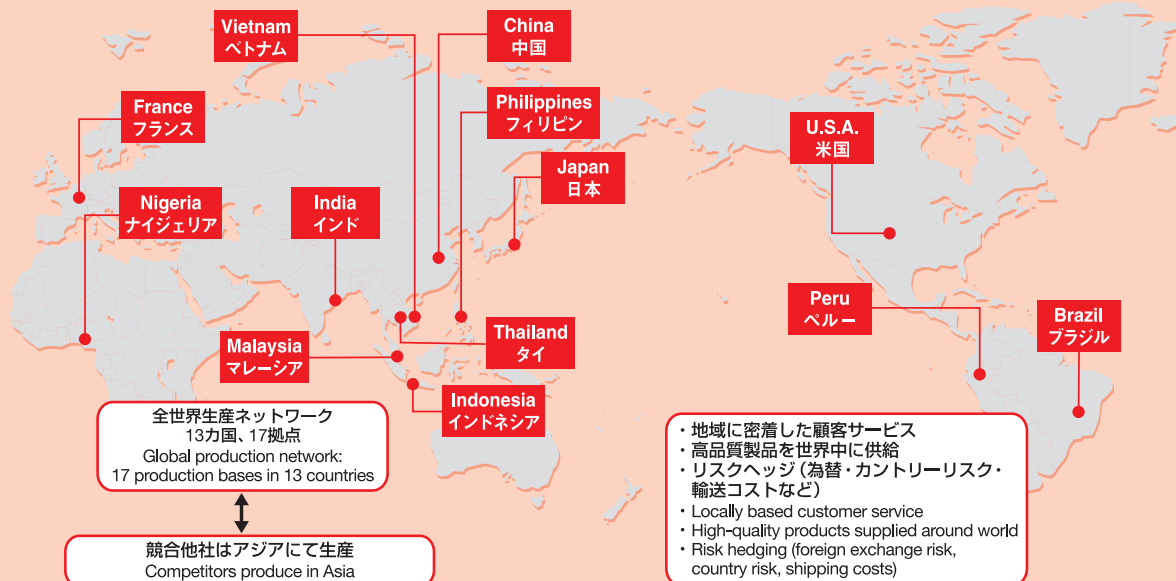 Vietnam
ベトナム
China
中国
France
フランス
Philippines
フィリピン
U.S.A.
米国
Japan
日本
Nigeria
ナイジェリア
India
インド
Peru
ペルー
Brazil
ブラジル
Malaysia
マレーシア
Thailand
タイ
Indonesia
インドネシア
全世界生産ネットワーク
13カ国、17拠点
Global production network:
17 production bases in 13 countries
競合他社はアジアにて生産
Competitors produce in Asia
・地域に密着した顧客サービス
・高品質製品を世界中に供給
・リスクヘッジ（為替・カントリーリスク・
輸送コストなど）
• Locally based customer service
• High-quality products supplied around world
• Risk hedging (foreign exchange risk,
country risk, shipping costs)